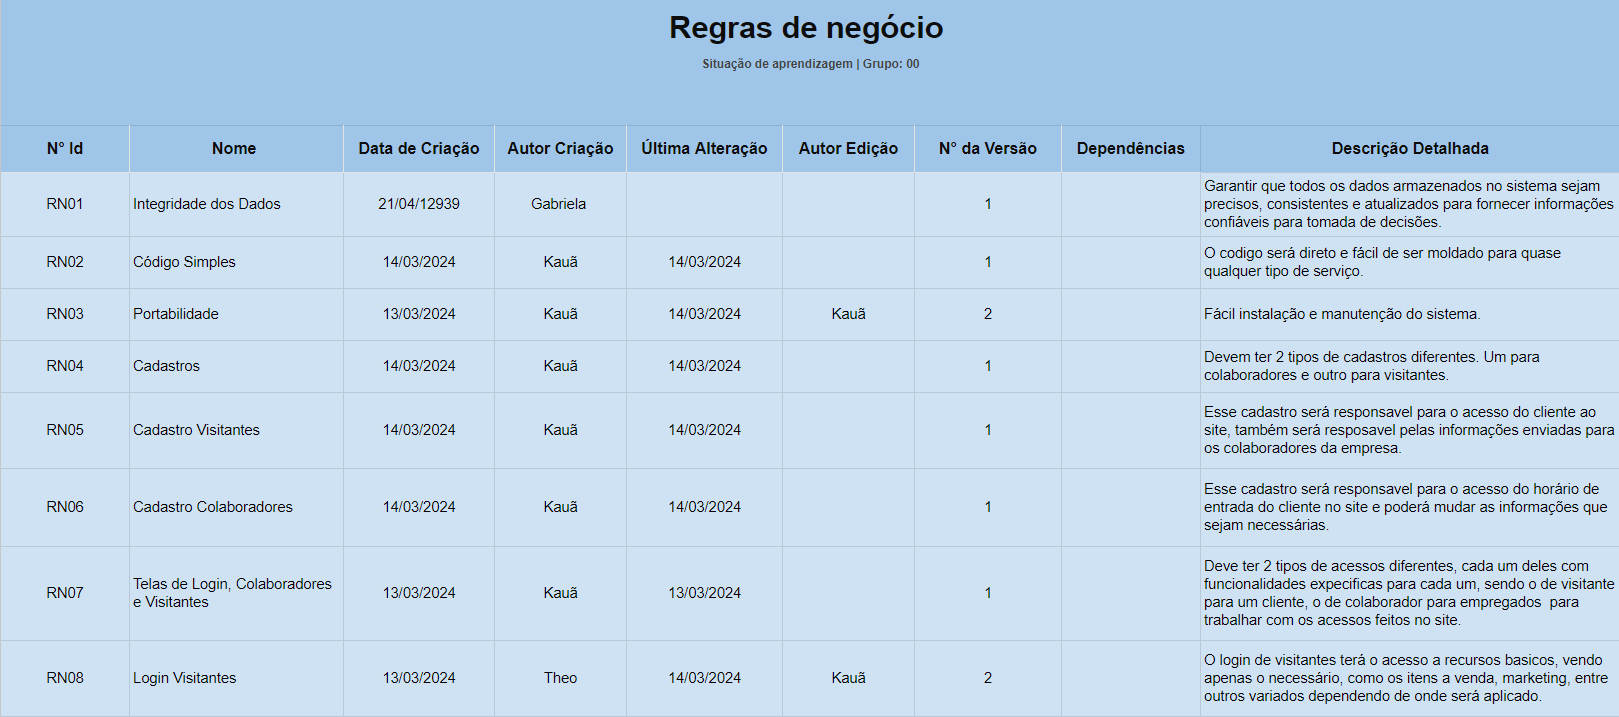 Regras de negócio
Situação de aprendizagem | Grupo: 00
N° Id Nome Data de Criação Autor Criação Última Alteração Autor Edição N° da Versão Dependências Descrição Detalhada
RN01 Integridade dos Dados 21/04/12939 Gabriela 1 Garantir que todos os dados armazenados no sistema sejam
precisos, consistentes e atualizados para fornecer informações
confiáveis para tomada de decisões.
RN02 Código Simples 14/03/2024 Kauã 14/03/2024 1 O codigo será direto e fácil de ser moldado para quase
qualquer tipo de serviço.
RN03 Portabilidade 13/03/2024 Kauã 14/03/2024 Kauã 2 Fácil instalação e manutenção do sistema.
RN04 Cadastros 14/03/2024 Kauã 14/03/2024 1 Devem ter 2 tipos de cadastros diferentes. Um para
colaboradores e outro para visitantes.
RN05 Cadastro Visitantes 14/03/2024 Kauã 14/03/2024 1 Esse cadastro será responsavel para o acesso do cliente ao
site, também será resposavel pelas informações enviadas para
os colaboradores da empresa.
RN06 Cadastro Colaboradores 14/03/2024 Kauã 14/03/2024 1 Esse cadastro será responsavel para o acesso do horário de
entrada do cliente no site e poderá mudar as informações que
sejam necessárias.
RN07 Telas de Login, Colaboradores
e Visitantes 13/03/2024 Kauã 13/03/2024 1 Deve ter 2 tipos de acessos diferentes, cada um deles com
funcionalidades expecificas para cada um, sendo o de visitante
para um cliente, o de colaborador para empregados para
trabalhar com os acessos feitos no site.
RN08 Login Visitantes 13/03/2024 Theo 14/03/2024 Kauã 2 O login de visitantes terá o acesso a recursos basicos, vendo
apenas o necessário, como os itens a venda, marketing, entre
outros variados dependendo de onde será aplicado.